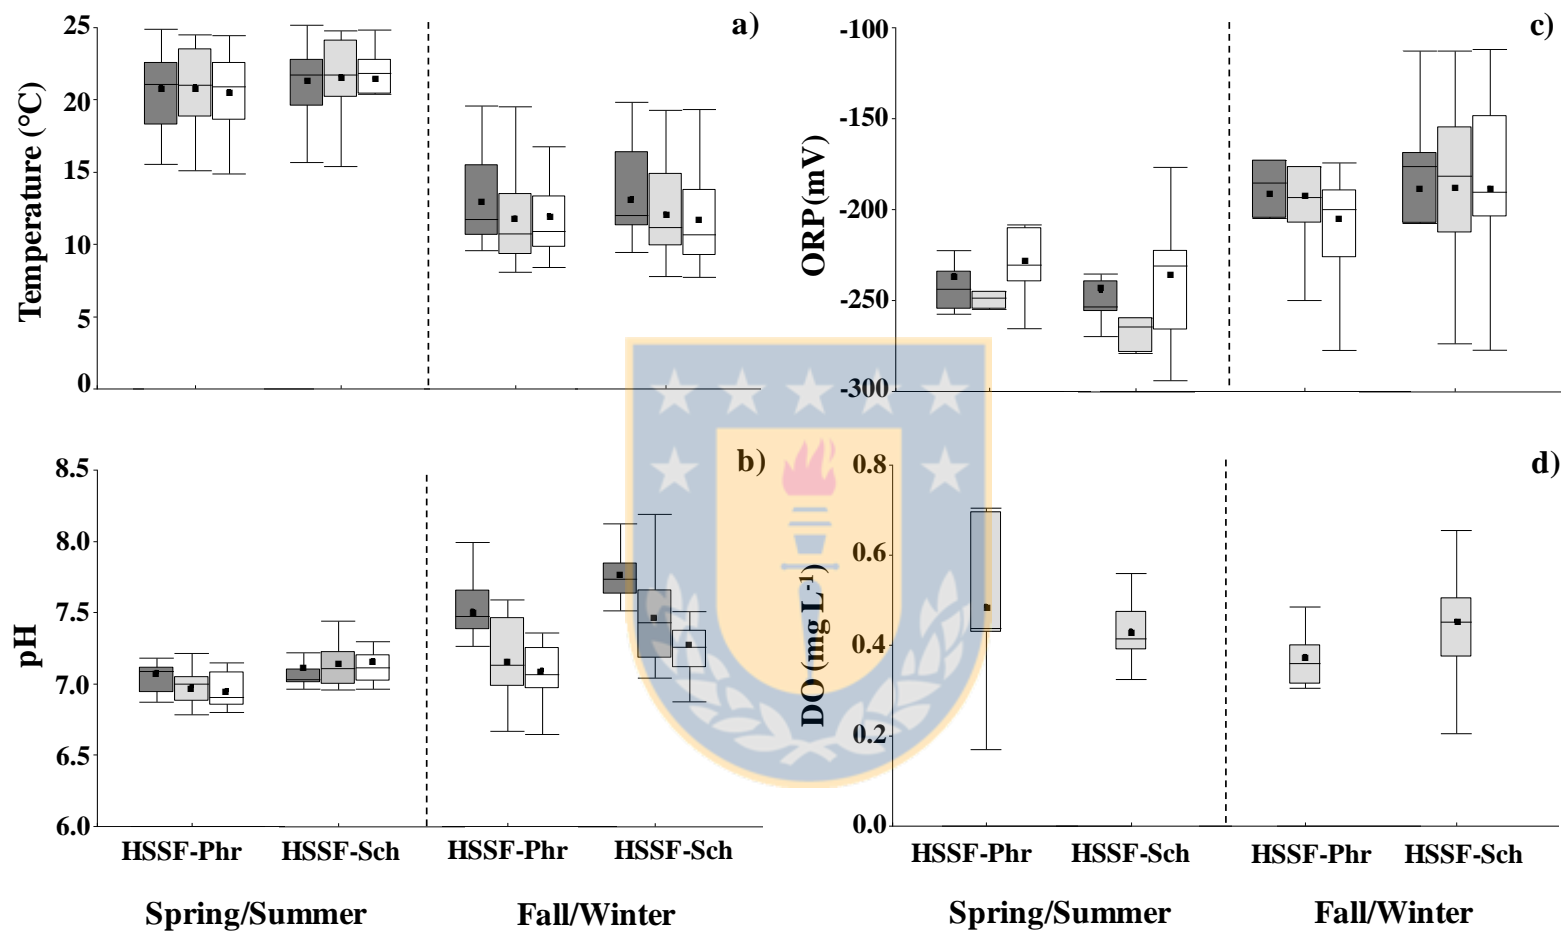 a)
25
20
15
10
5
0
Temperature (°C)
c)
-100
-150
-200
-250
-300
ORP(mV)
b)
8.5
8.0
7.5
7.0
6.5
6.0
pH
d)
0.8
0.6
0.4
0.2
0.0
DO (mg L-1)
HSSF-Phr HSSF-Sch HSSF-Phr HSSF-Sch
Spring/Summer Fall/Winter
HSSF-Phr HSSF-Sch HSSF-Phr HSSF-Sch
Spring/Summer Fall/Winter